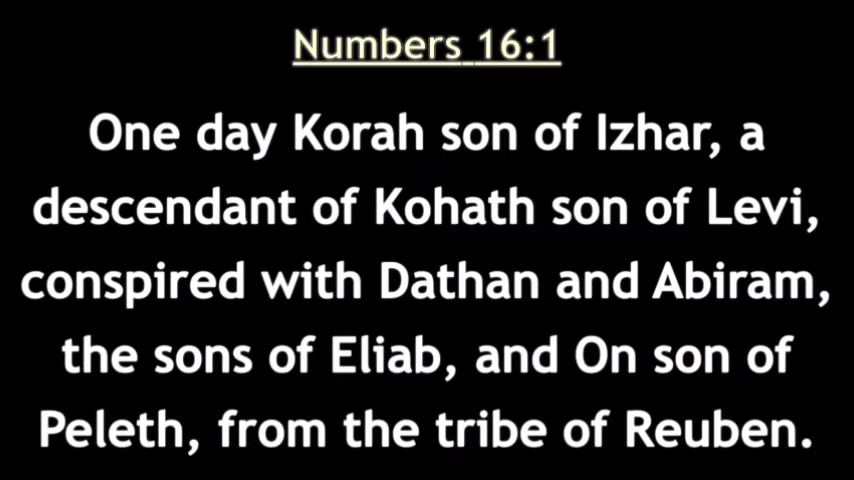 Numbers 16:1
One day Korah son of Izhar, a
descendant of Kohath son of Levi,
conspired with Dathan and Abiram,
the sons of Eliab, and On son of
Peleth, from the tribe of Reuben.